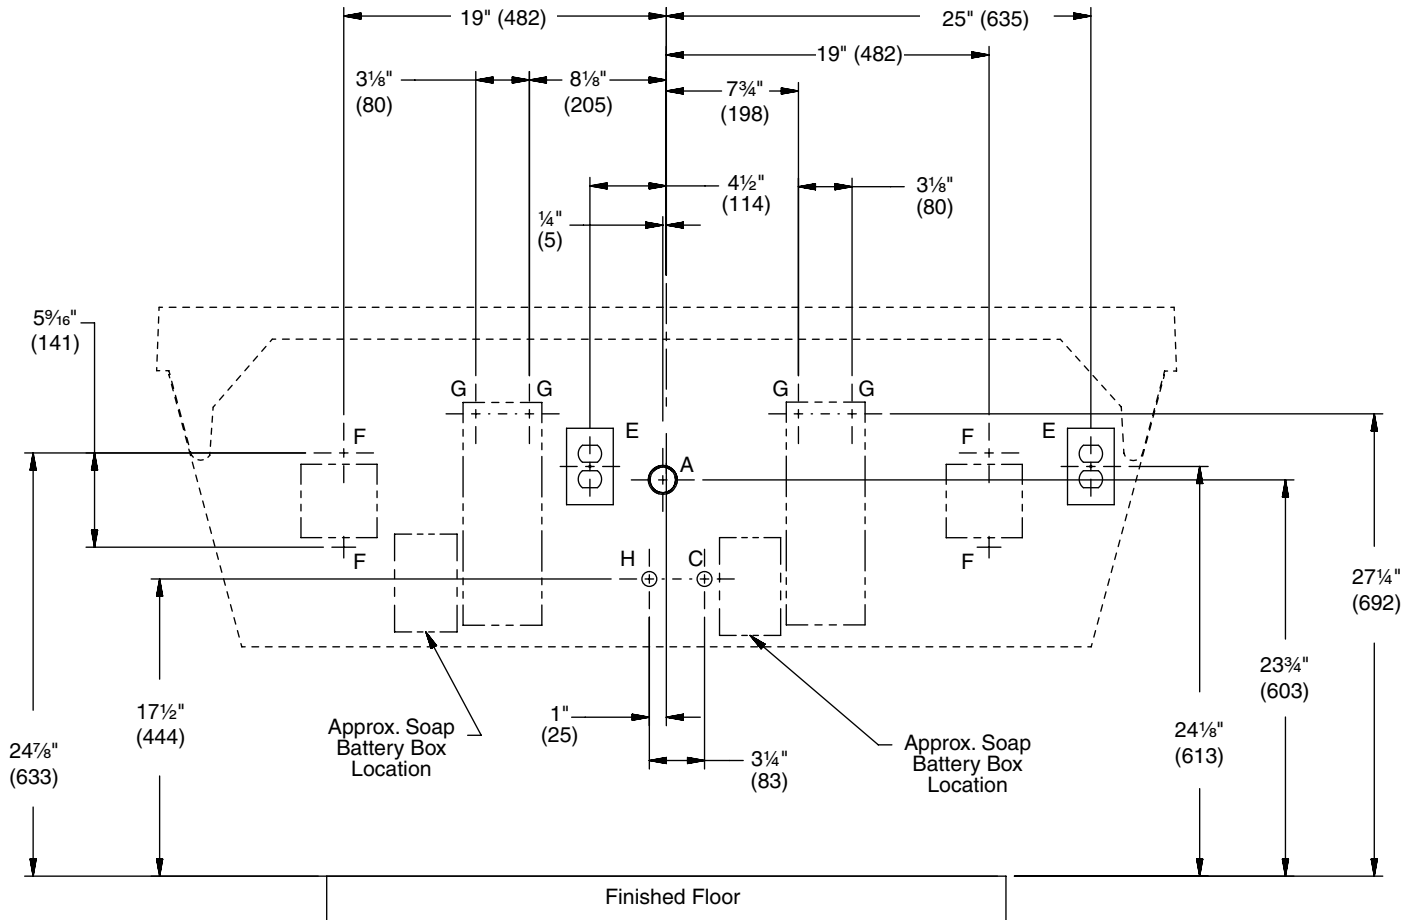 19" (482)
25" (635)
19" (482)
3⅛"
(80)
8⅛"
(205)
7¾"
(198)
4½"
(114)
3⅛"
(80)
¼"
(5)
5⁹⁄₁₆"
(141)
G
G
G
G
F
E
A
F
E
F
H
C
F
27¼"
(692)
23¾"
(603)
17½"
(444)
1"
(25)
24⅞"
(633)
Approx. Soap
Battery Box
Location
3¼"
(83)
Approx. Soap
Battery Box
Location
24⅛"
(613)
Finished Floor